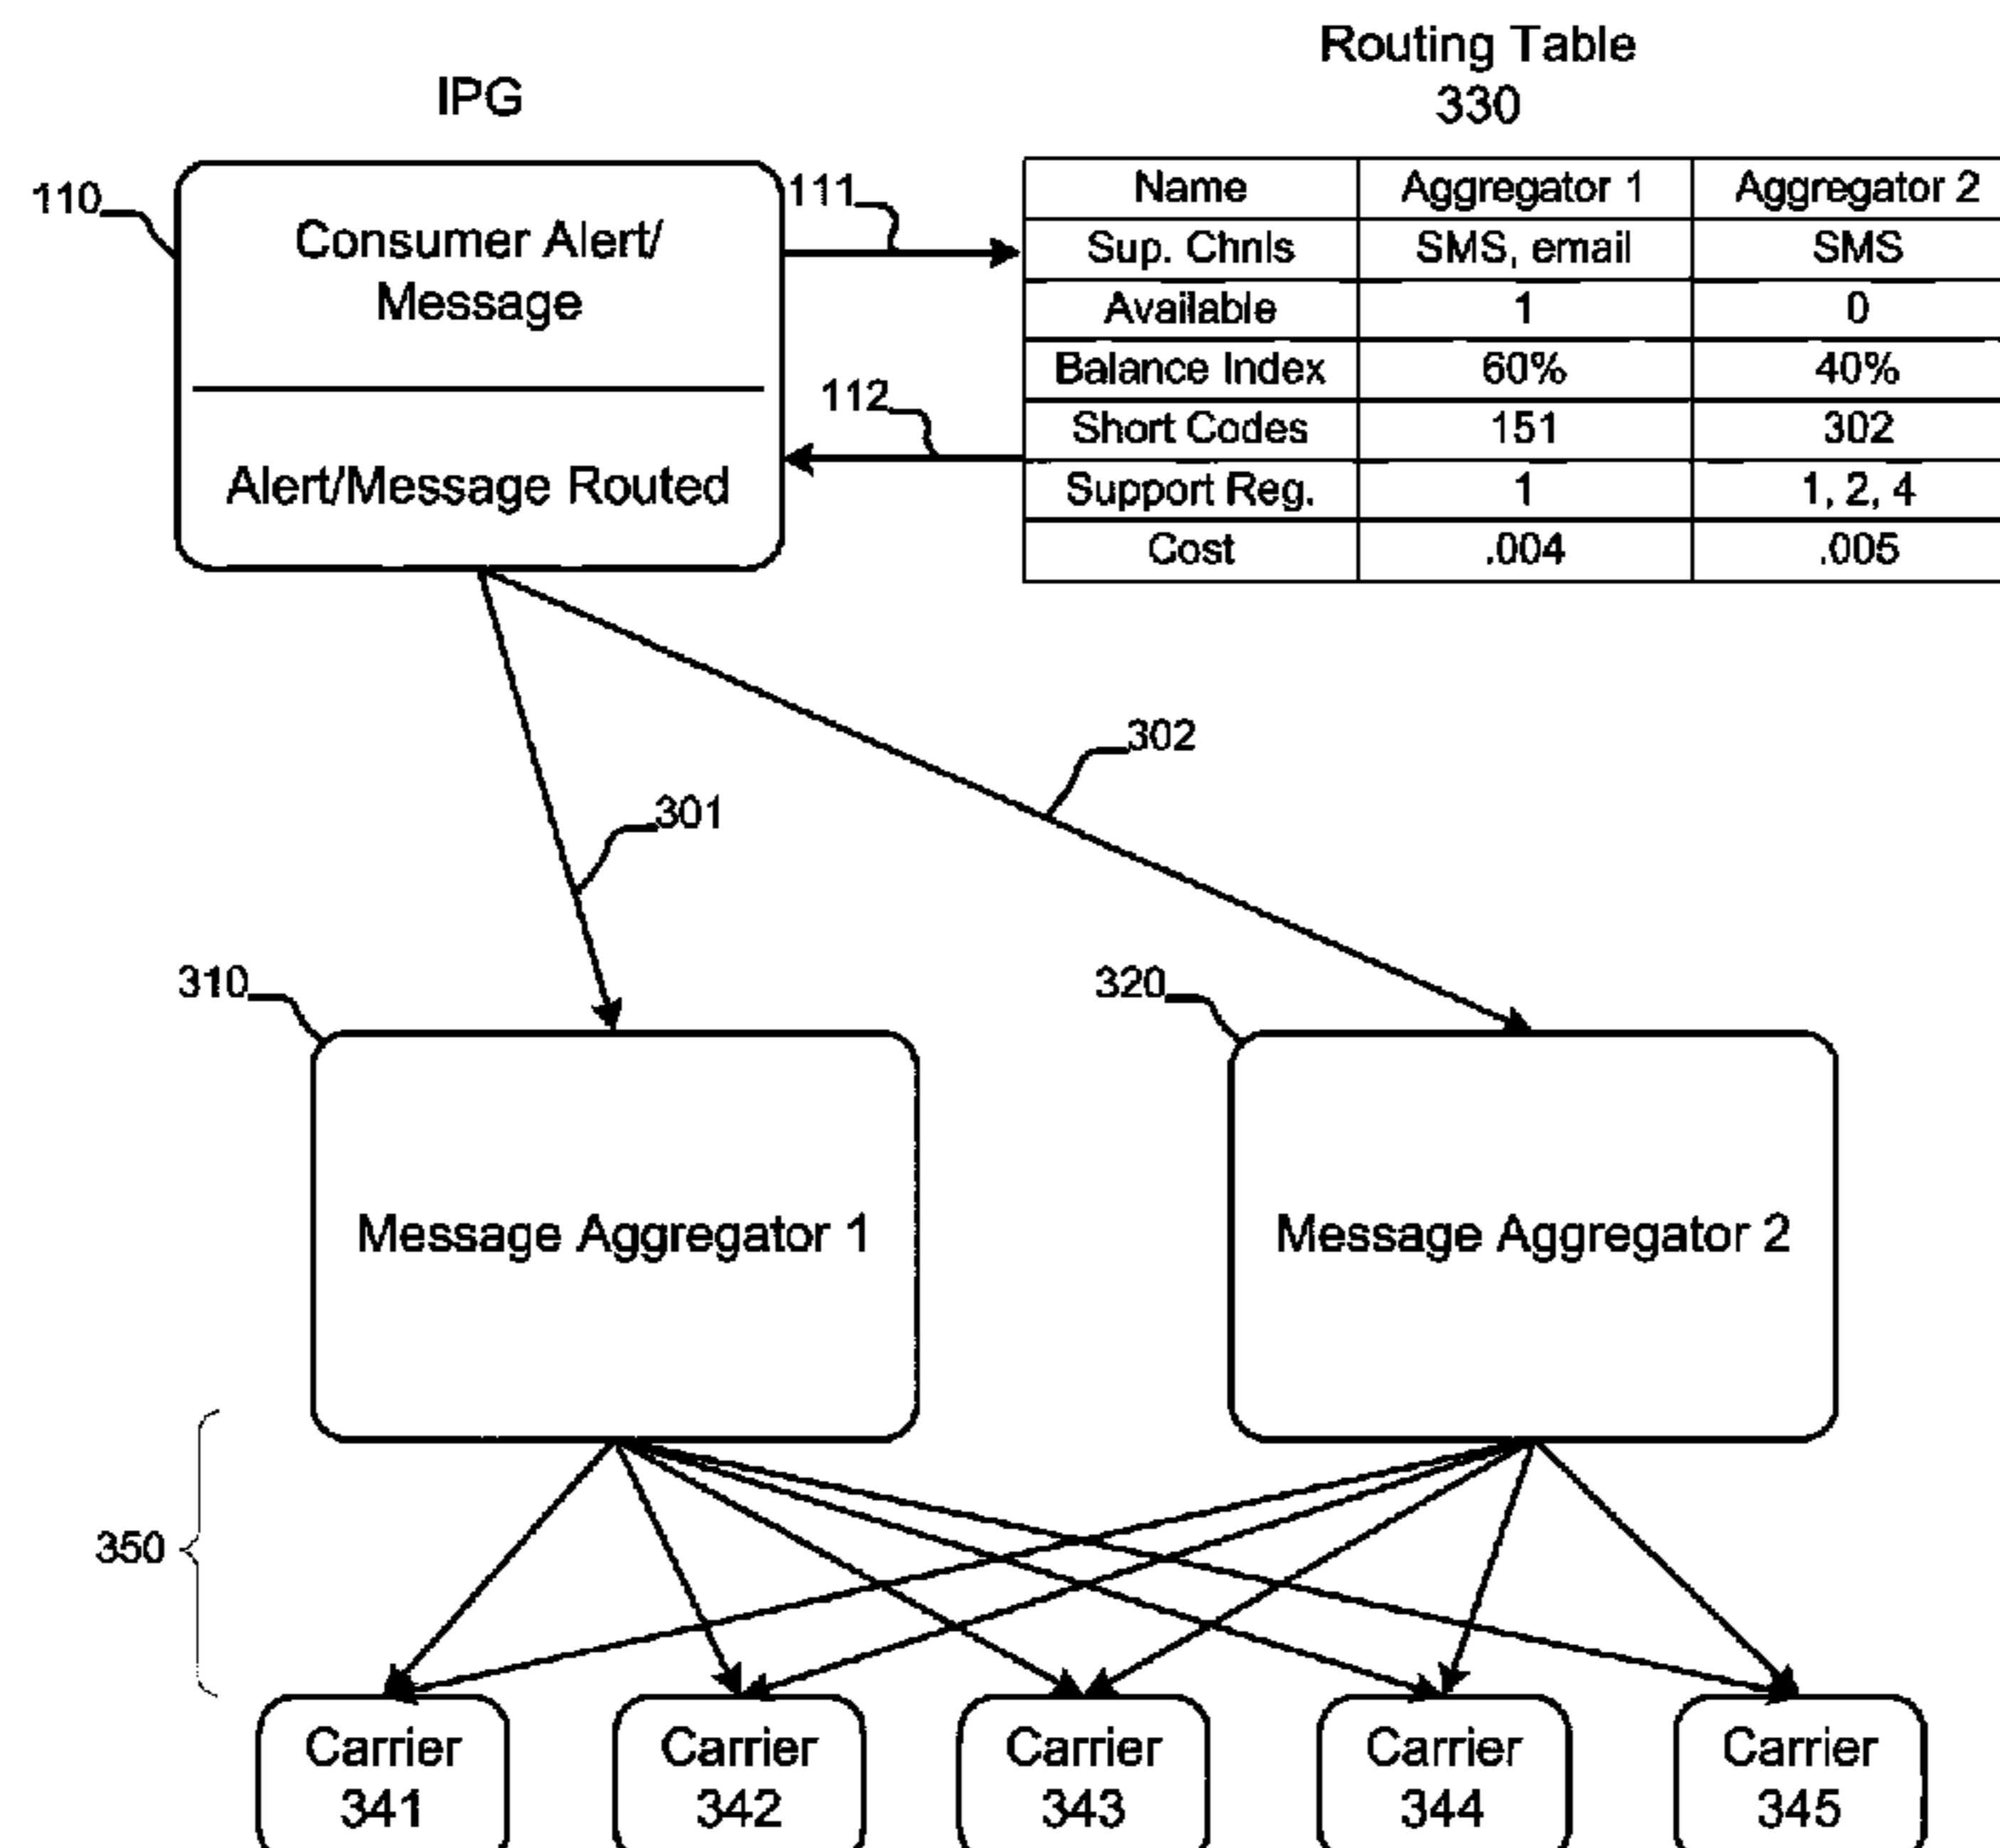 Routing Table
330
IPG
110
Consumer Alert/
Message
Alert/Message Routed
111
112
Name Aggregator 1 Aggregator 2
Sup. Chnls SMS, email SMS
Available 1 0
Balance Index 60% 40%
Short Codes 151 302
Support Reg. 1 1, 2, 4
Cost .004 .005
302
301
310
320
Message Aggregator 1
Message Aggregator 2
350
Carrier
341
Carrier
342
Carrier
343
Carrier
344
Carrier
345